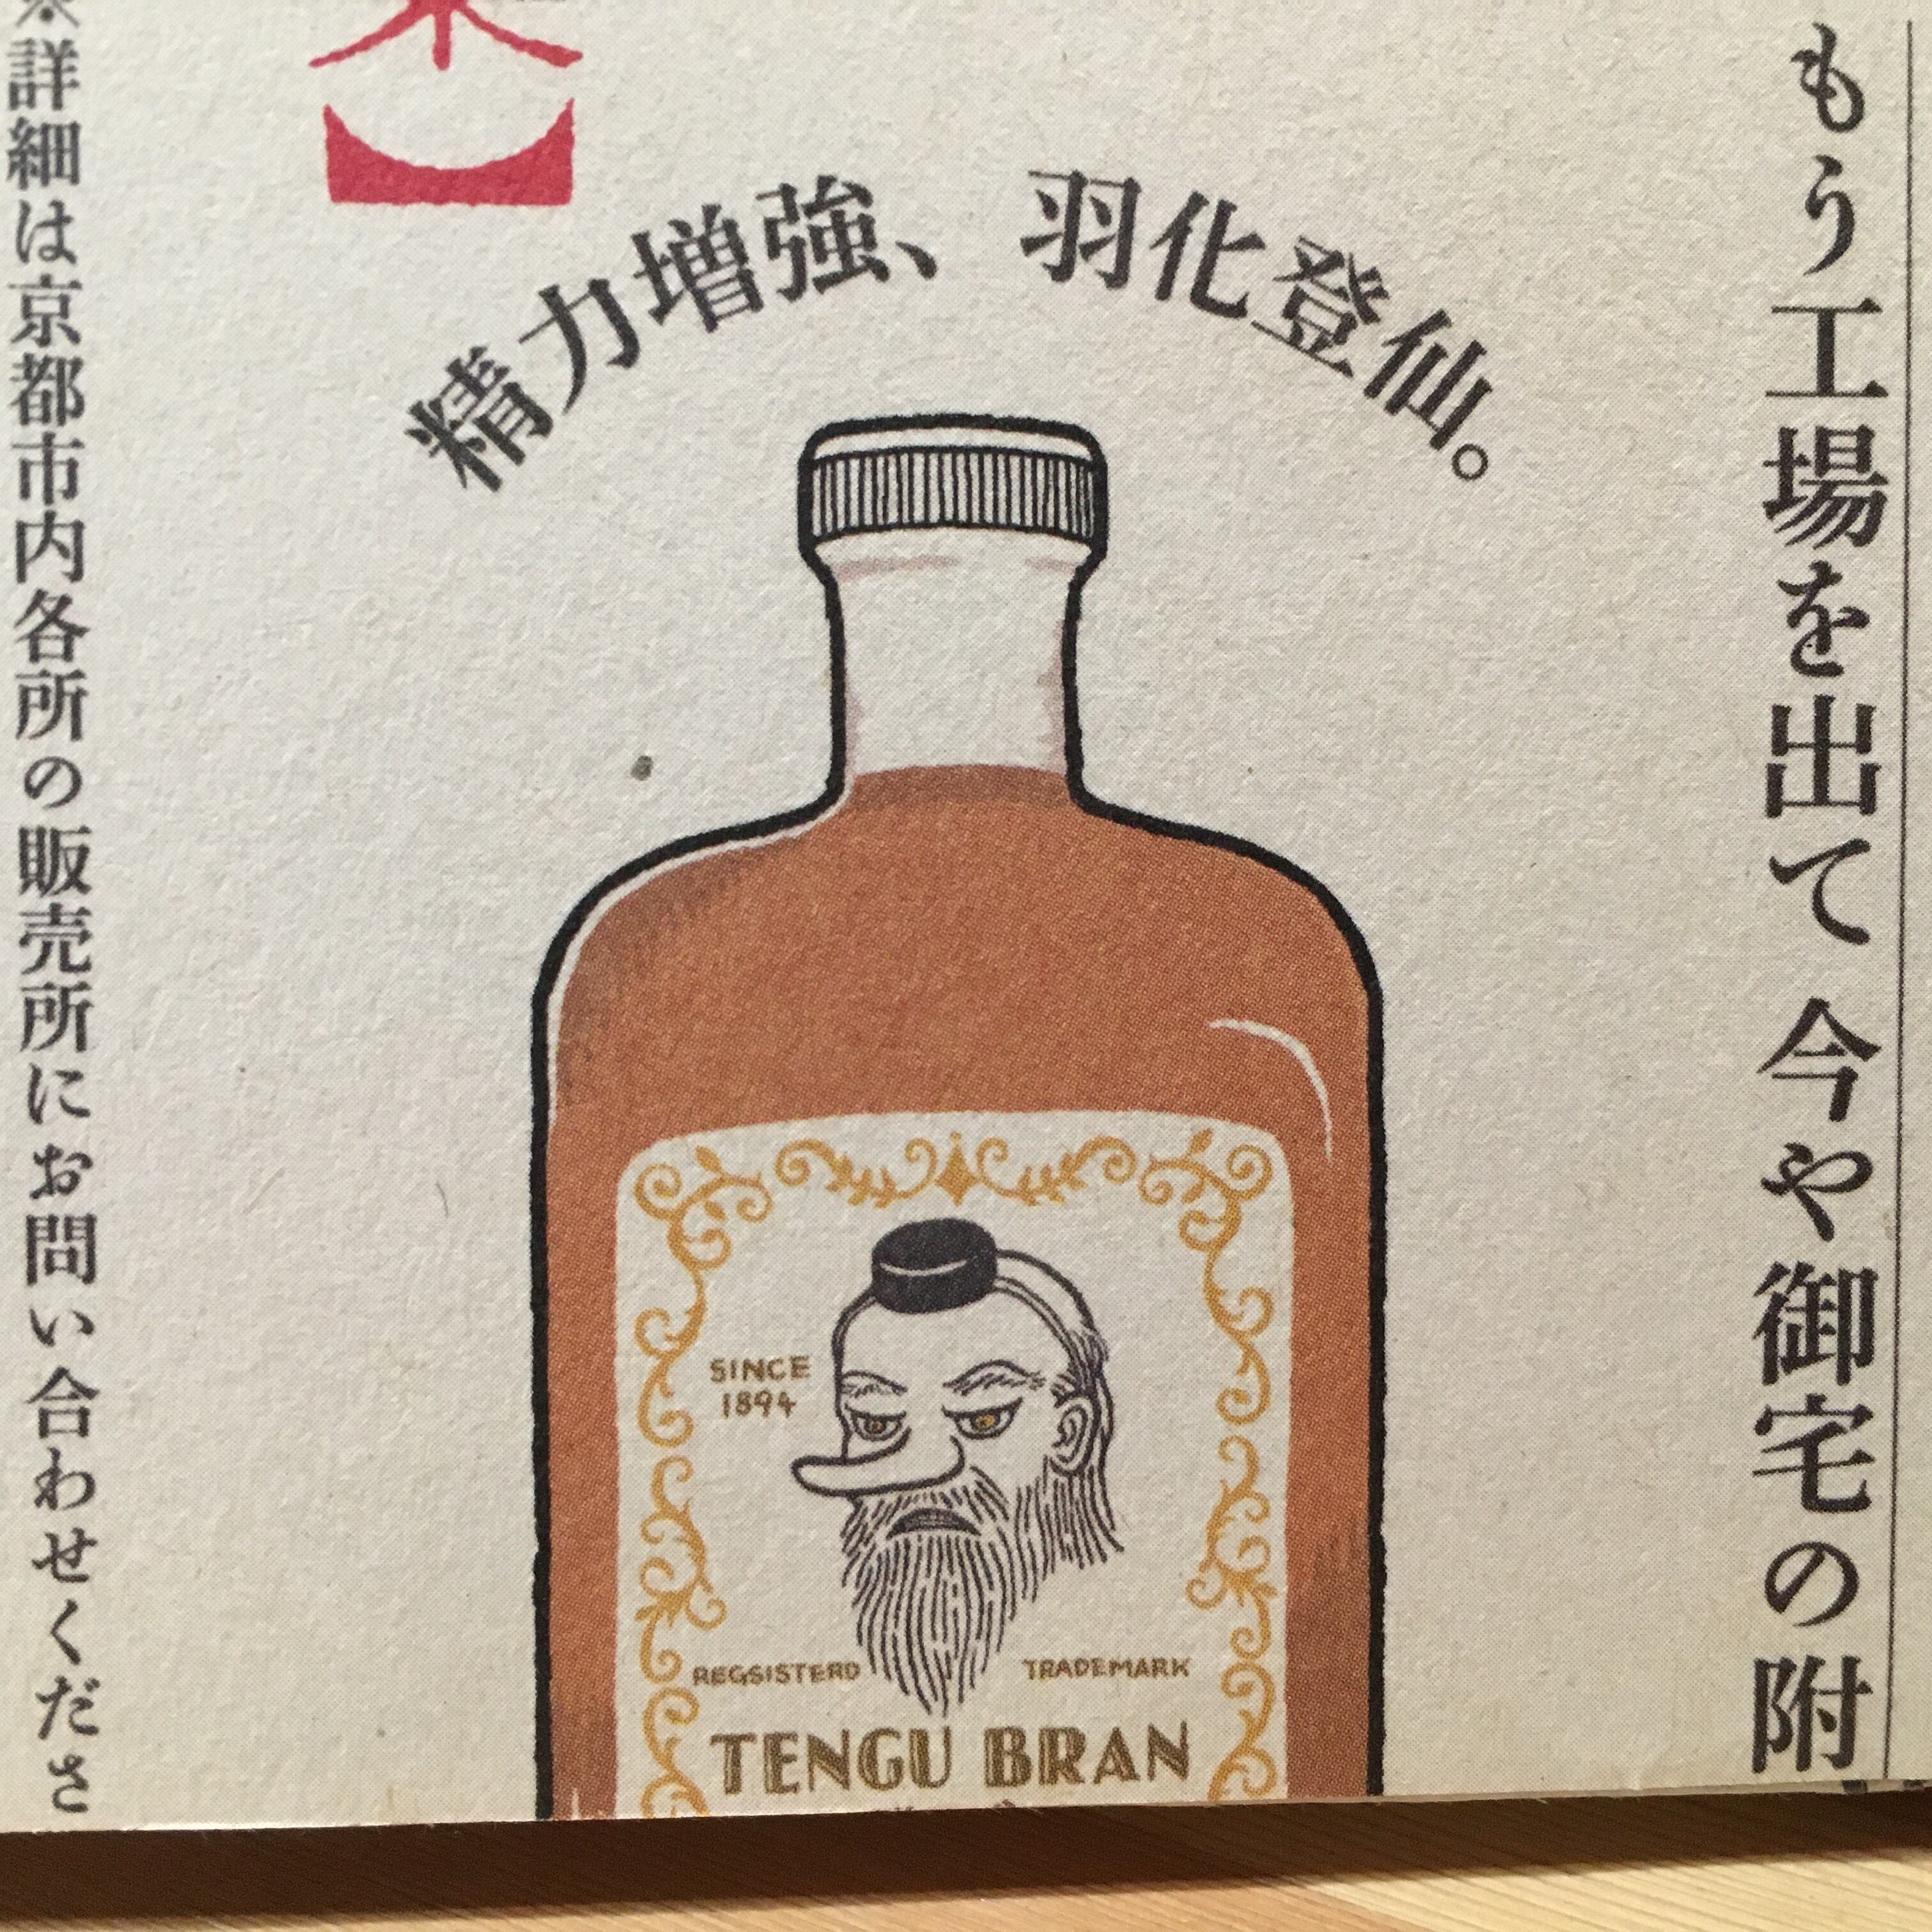 もう工場を出て 今や御宅の附
精力増強、羽化登仙。
SINCE
1894
REGSISTERD TRADEMARK
TENGU BRAN
※詳細は京都市内各所の販売所にお問い合わせくださ